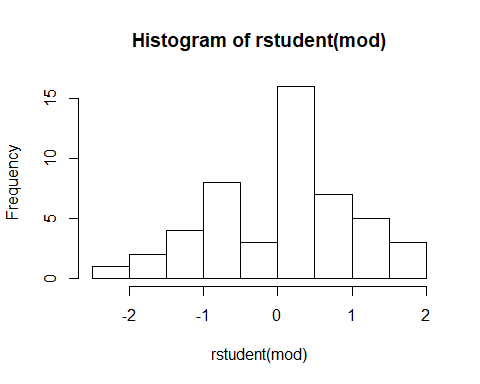 Histogram of rstudent(mod)
Frequency
15
10
5
0
-2 -1 0 1 2
rstudent(mod)